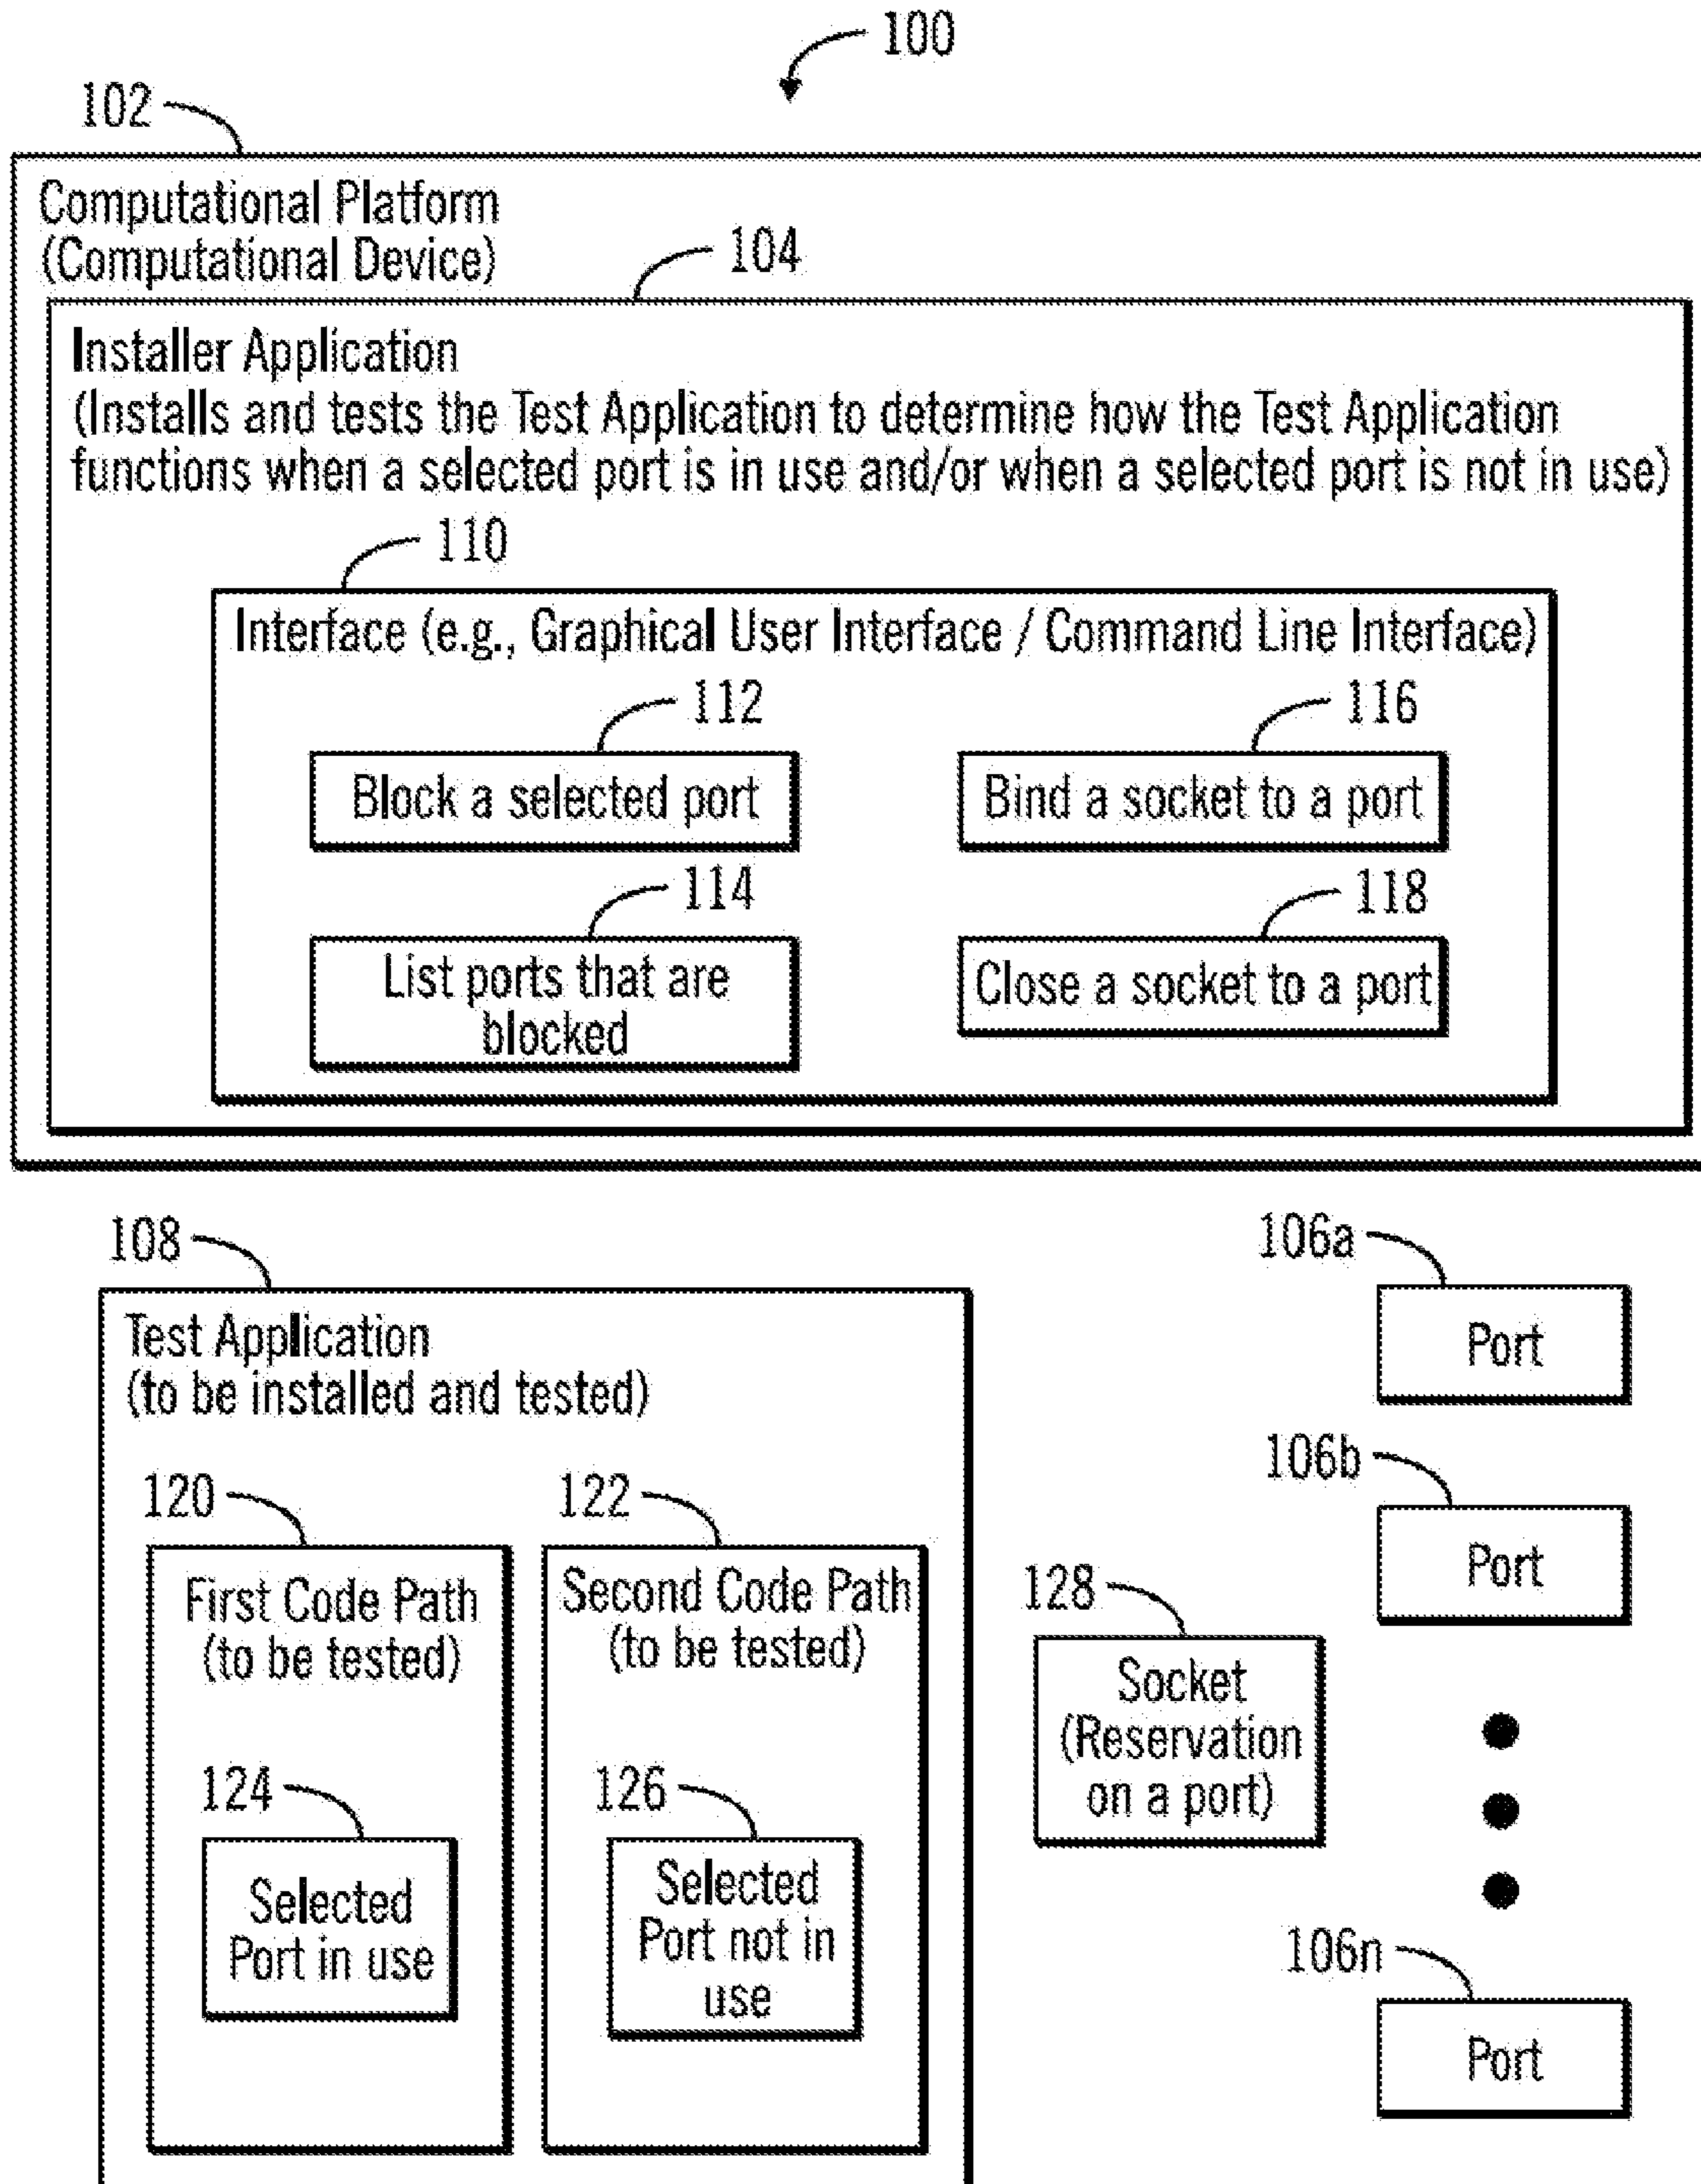 100
102
Computational Platform
(Computational Device)
104
Installer Application
(Installs and tests the Test Application to determine how the Test Application
functions when a selected port is in use and/or when a selected port is not in use)
110
Interface (e.g., Graphical User Interface / Command Line Interface)
112
116
Block a selected port
Bind a socket to a port
114
118
List ports that are
blocked
Close a socket to a port
108
106a
Test Application
(to be installed and tested)
Port
106b
120
122
Port
First Code Path
(to be tested)
Second Code Path
(to be tested)
128
Socket
(Reservation
on a port)
124
126
Selected
Port in use
Selected
Port not in
use
106n
Port